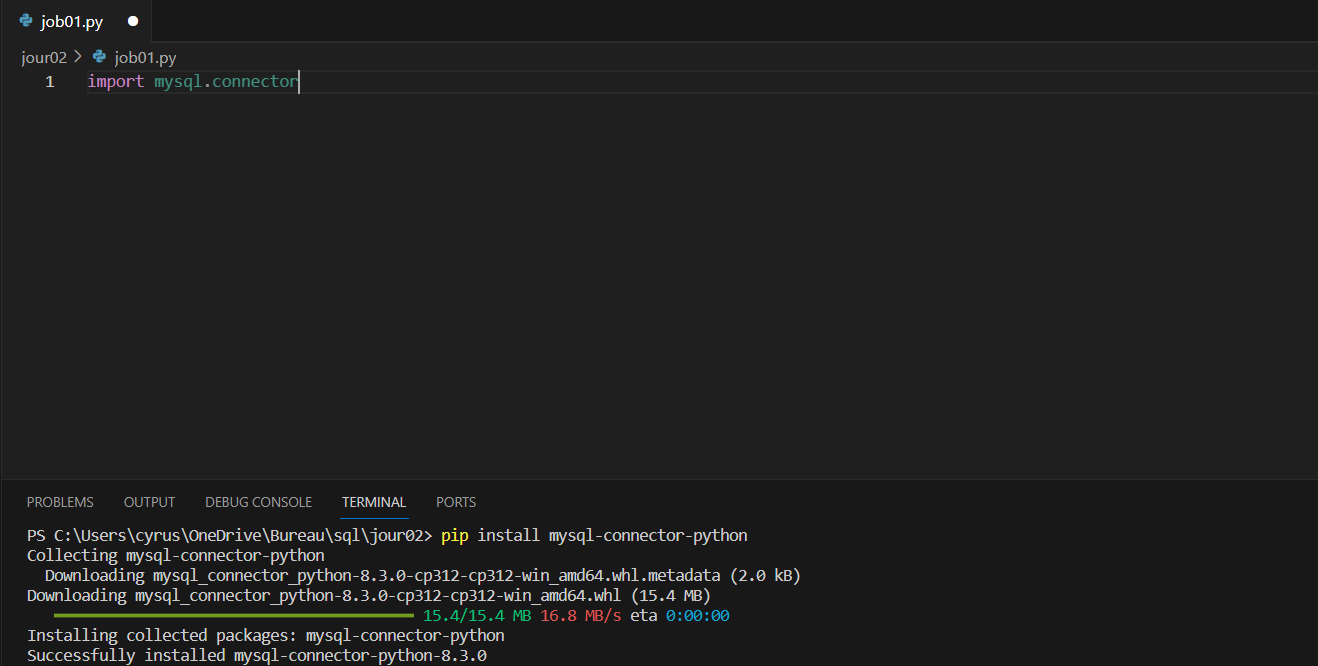 job01.py
jour02 > job01.py
1 import mysql.connector
PROBLEMS OUTPUT DEBUG CONSOLE TERMINAL PORTS
PS C:\Users\cyrus\OneDrive\Bureau\sql\jour02> pip install mysql-connector-python
Collecting mysql-connector-python
  Downloading mysql_connector_python-8.3.0-cp312-cp312-win_amd64.whl.metadata (2.0 kB)
Downloading mysql_connector_python-8.3.0-cp312-cp312-win_amd64.whl (15.4 MB)
15.4/15.4 MB 16.8 MB/s eta 0:00:00
Installing collected packages: mysql-connector-python
Successfully installed mysql-connector-python-8.3.0